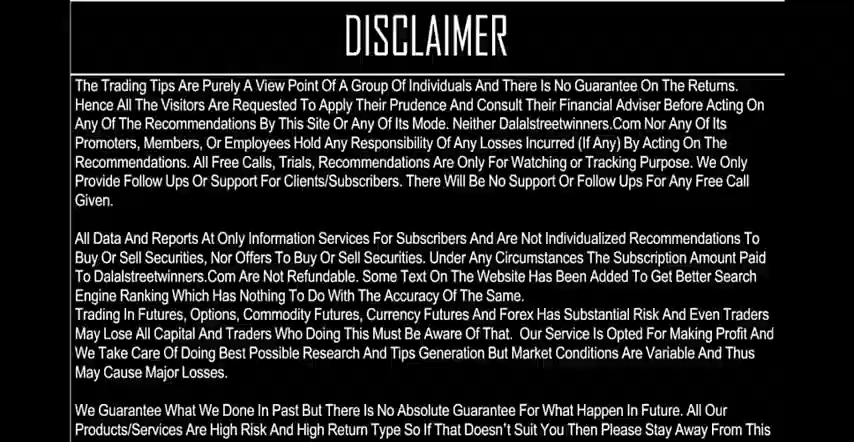 DISCLAIMER
The Trading Tips Are Purely A View Point Of A Group Of Individuals And There Is No Guarantee On The Returns.
Hence All The Visitors Are Requested To Apply Their Prudence And Consult Their Financial Adviser Before Acting On
Any Of The Recommendations By This Site Or Any Of Its Mode. Neither Dalalstreetwinners.Com Nor Any Of Its
Promoters, Members, Or Employees Hold Any Responsibility Of Any Losses Incurred (If Any) By Acting On The
Recommendations. All Free Calls, Trials, Recommendations Are Only For Watching or Tracking Purpose. We Only
Provide Follow Ups Or Support For Clients/Subscribers. There Will Be No Support Or Follow Ups For Any Free Call
Given.
All Data And Reports At Only Information Services For Subscribers And Are Not Individualized Recommendations To
Buy Or Sell Securities, Nor Offers To Buy Or Sell Securities. Under Any Circumstances The Subscription Amount Paid
To Dalalstreetwinners.Com Are Not Refundable. Some Text On The Website Has Been Added To Get Better Search
Engine Ranking Which Has Nothing To Do With The Accuracy Of The Same.
Trading In Futures, Options, Commodity Futures, Currency Futures And Forex Has Substantial Risk And Even Traders
May Lose All Capital And Traders Who Doing This Must Be Aware Of That. Our Service Is Opted For Making Profit And
We Take Care Of Doing Best Possible Research And Tips Generation But Market Conditions Are Variable And Thus
May Cause Major Losses.
We Guarantee What We Done In Past But There Is No Absolute Guarantee For What Happen In Future. All Our
Products/Services Are High Risk And High Return Type So If That Doesn't Suit You Then Please Stay Away From This